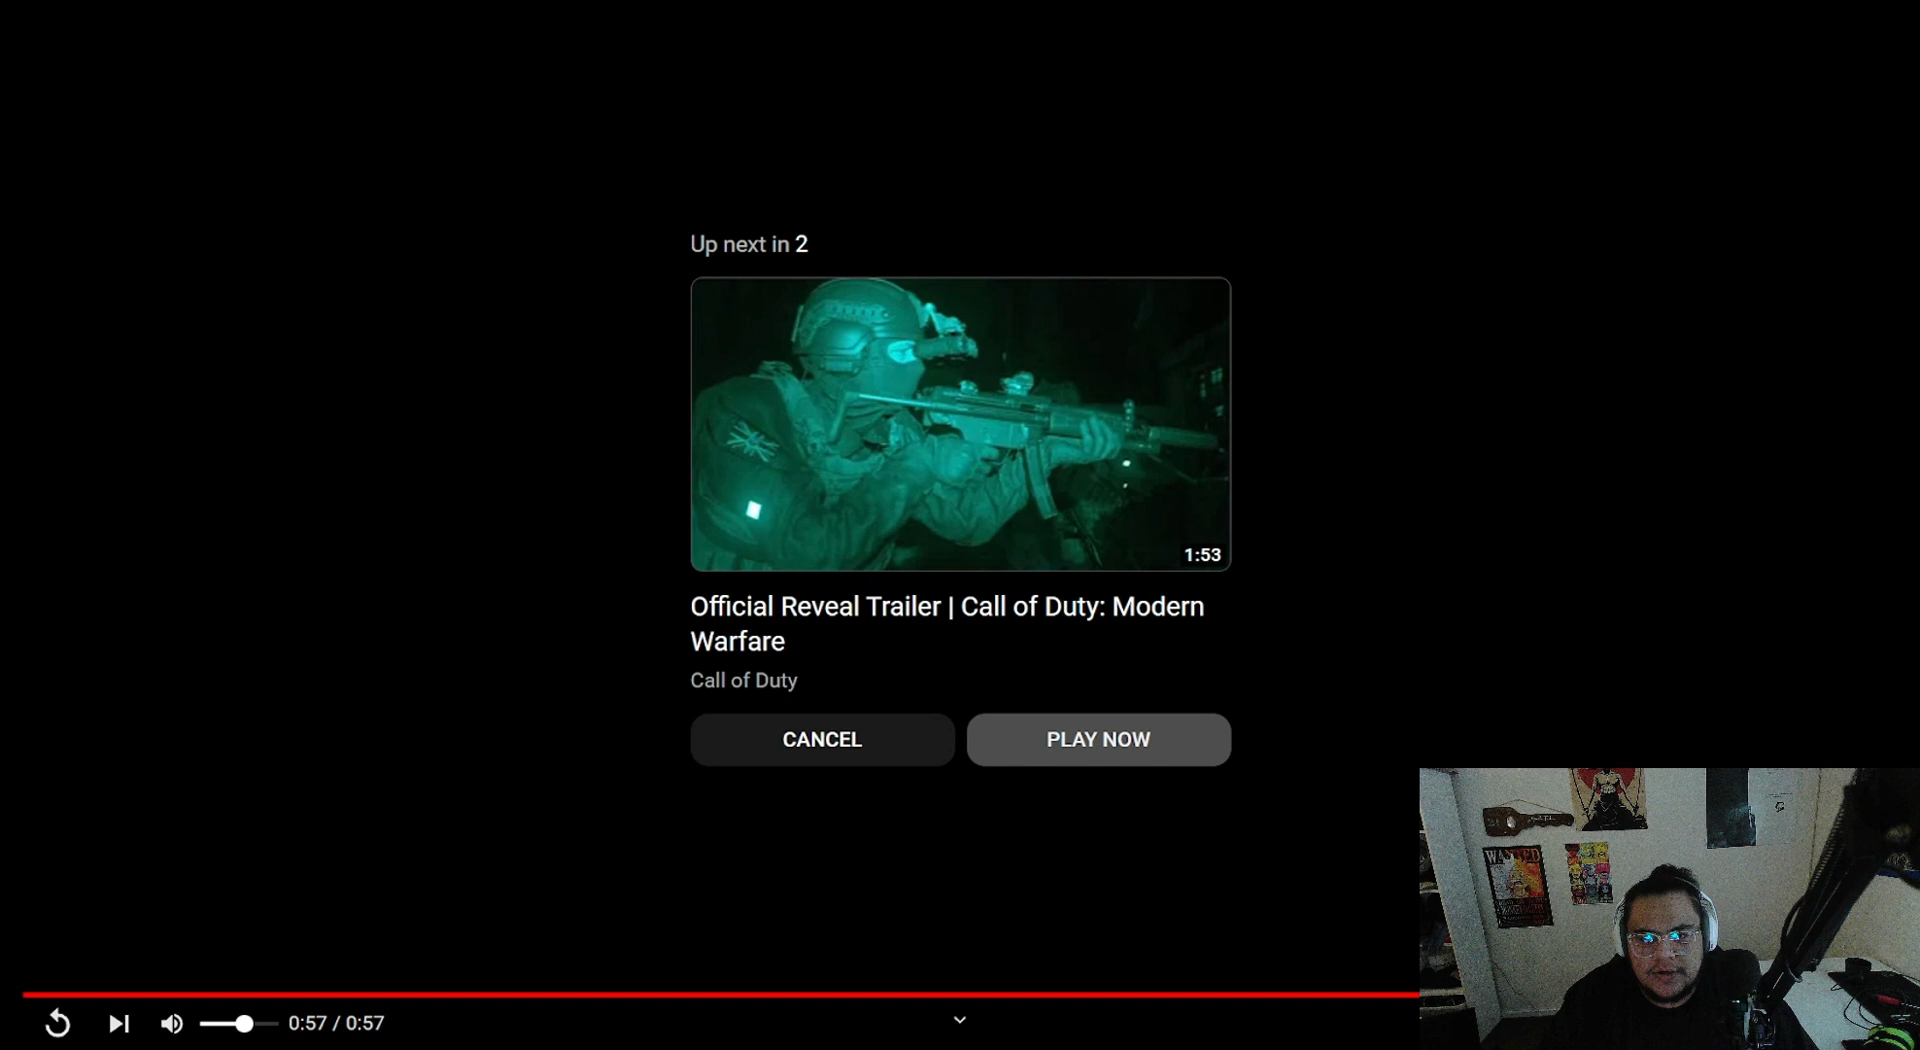 Up next in 2
1:53
Official Reveal Trailer | Call of Duty: Modern
Warfare
Call of Duty
CANCEL
PLAY NOW
WANTED
0:57 / 0:57